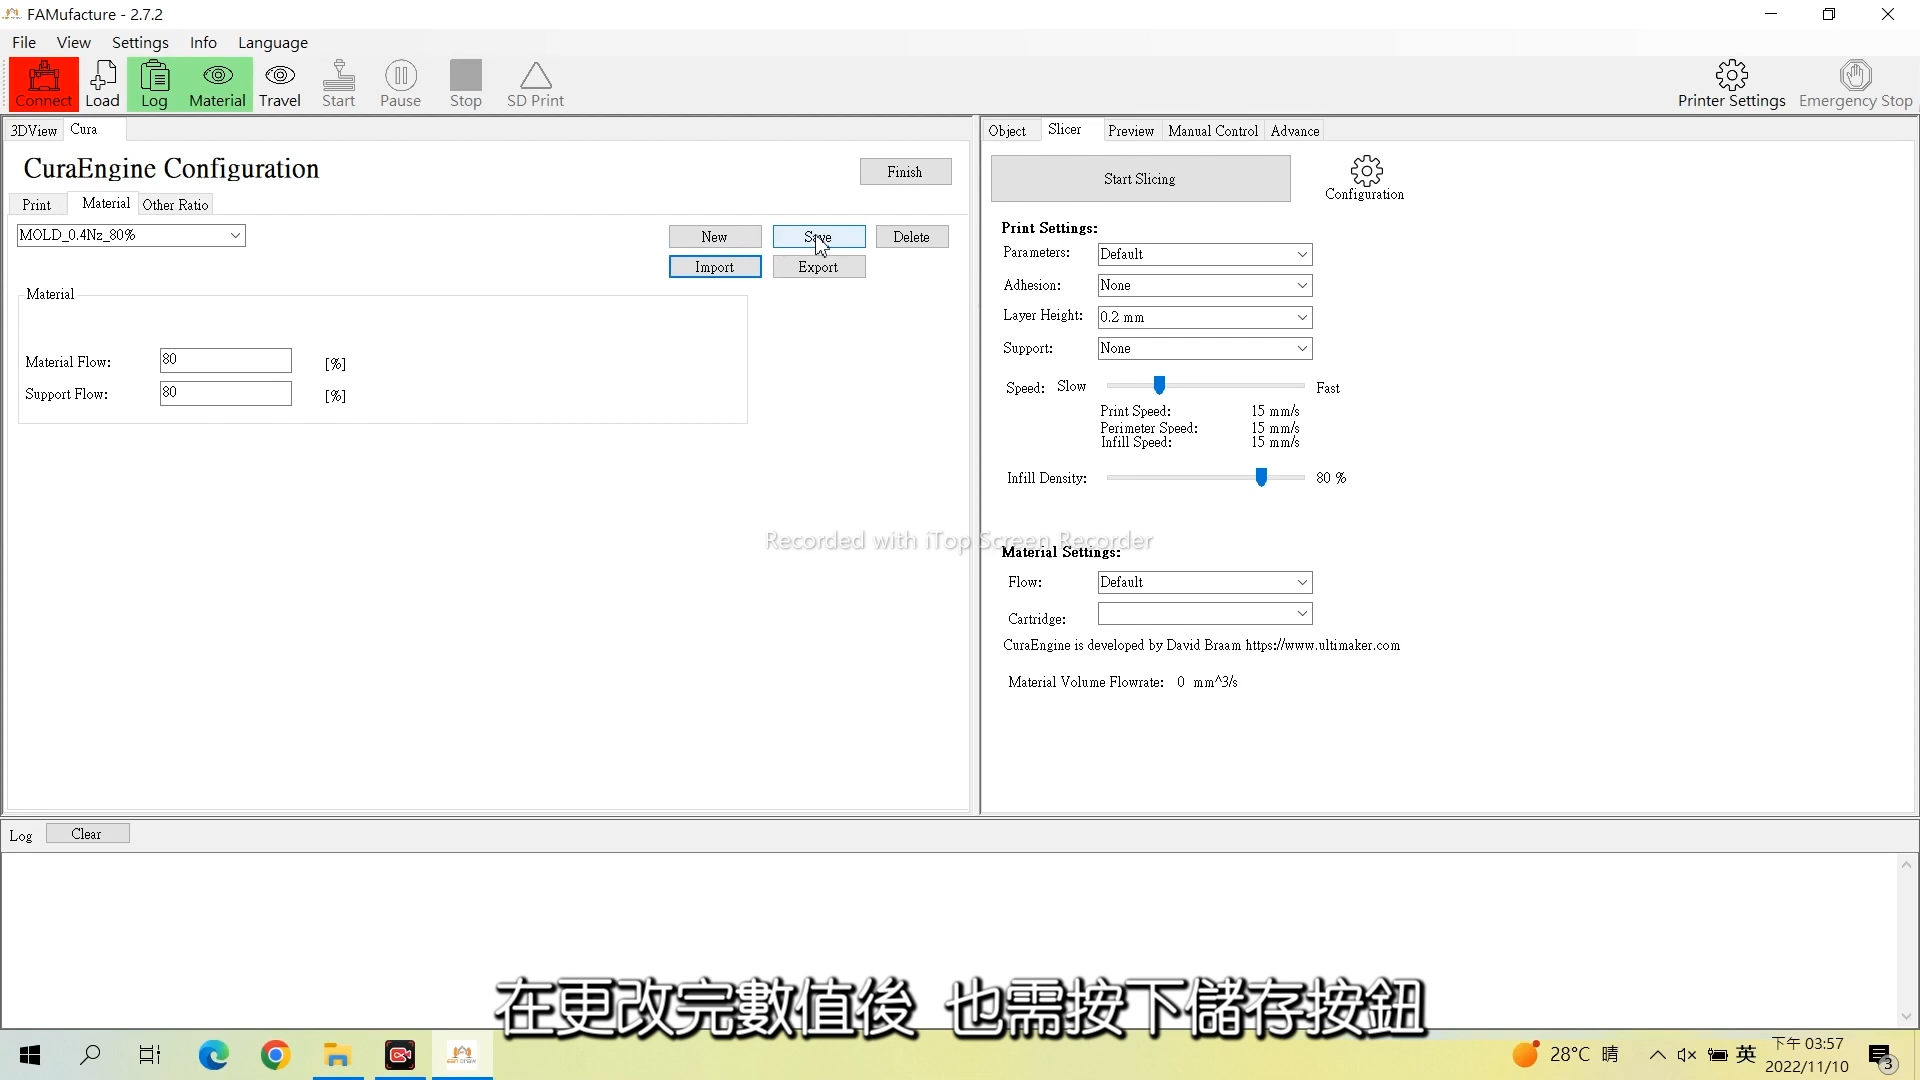 FAMufacture - 2.7.2
File View Settings Info Language
Connect Load Log Material Travel Start Pause Stop SD Print Printer Settings Emergency Stop
3DView Cura
CuraEngine Configuration
Finish
Print Material Other Ratio
MOLD_0.4Nz_80%
New Save Delete
Import Export
Material
Material Flow: 80 [%]
Support Flow: 80 [%]
Object Slicer Preview Manual Control Advance
Start Slicing
Configuration
Print Settings:
Parameters: Default
Adhesion: None
Layer Height: 0.2 mm
Support: None
Speed: Slow Fast
Print Speed: 15 mm/s
Perimeter Speed: 15 mm/s
Infill Speed: 15 mm/s
Infill Density: 80 %
Recorded with iTop Screen Recorder
Material Settings:
Flow: Default
Cartridge:
CuraEngine is developed by David Braam https://www.ultimaker.com
Material Volume Flowrate: 0 mm^3/s
Log Clear
在更改完數值後 也需按下儲存按鈕
28°C 晴
英
下午 03:57
2022/11/10
3